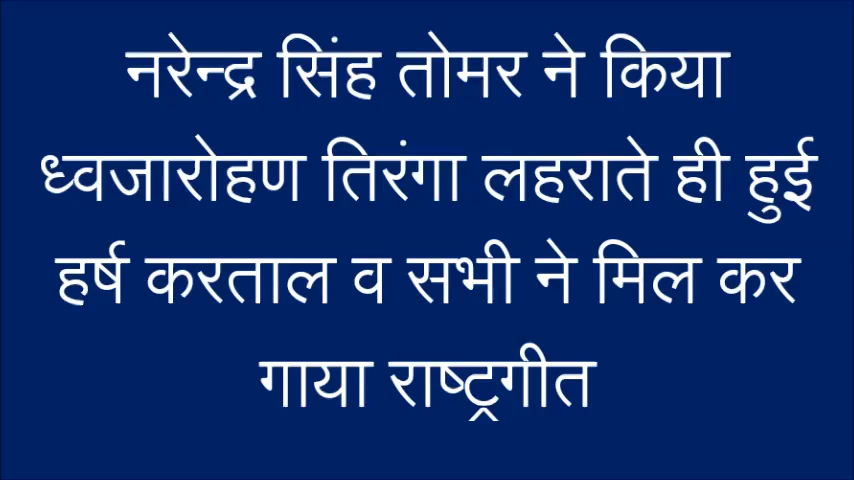 नरेन्द्र सिंह तोमर ने किया
ध्वजारोहण तिरंगा लहराते ही हुई
हर्ष करताल व सभी ने मिल कर
गाया राष्ट्रगीत